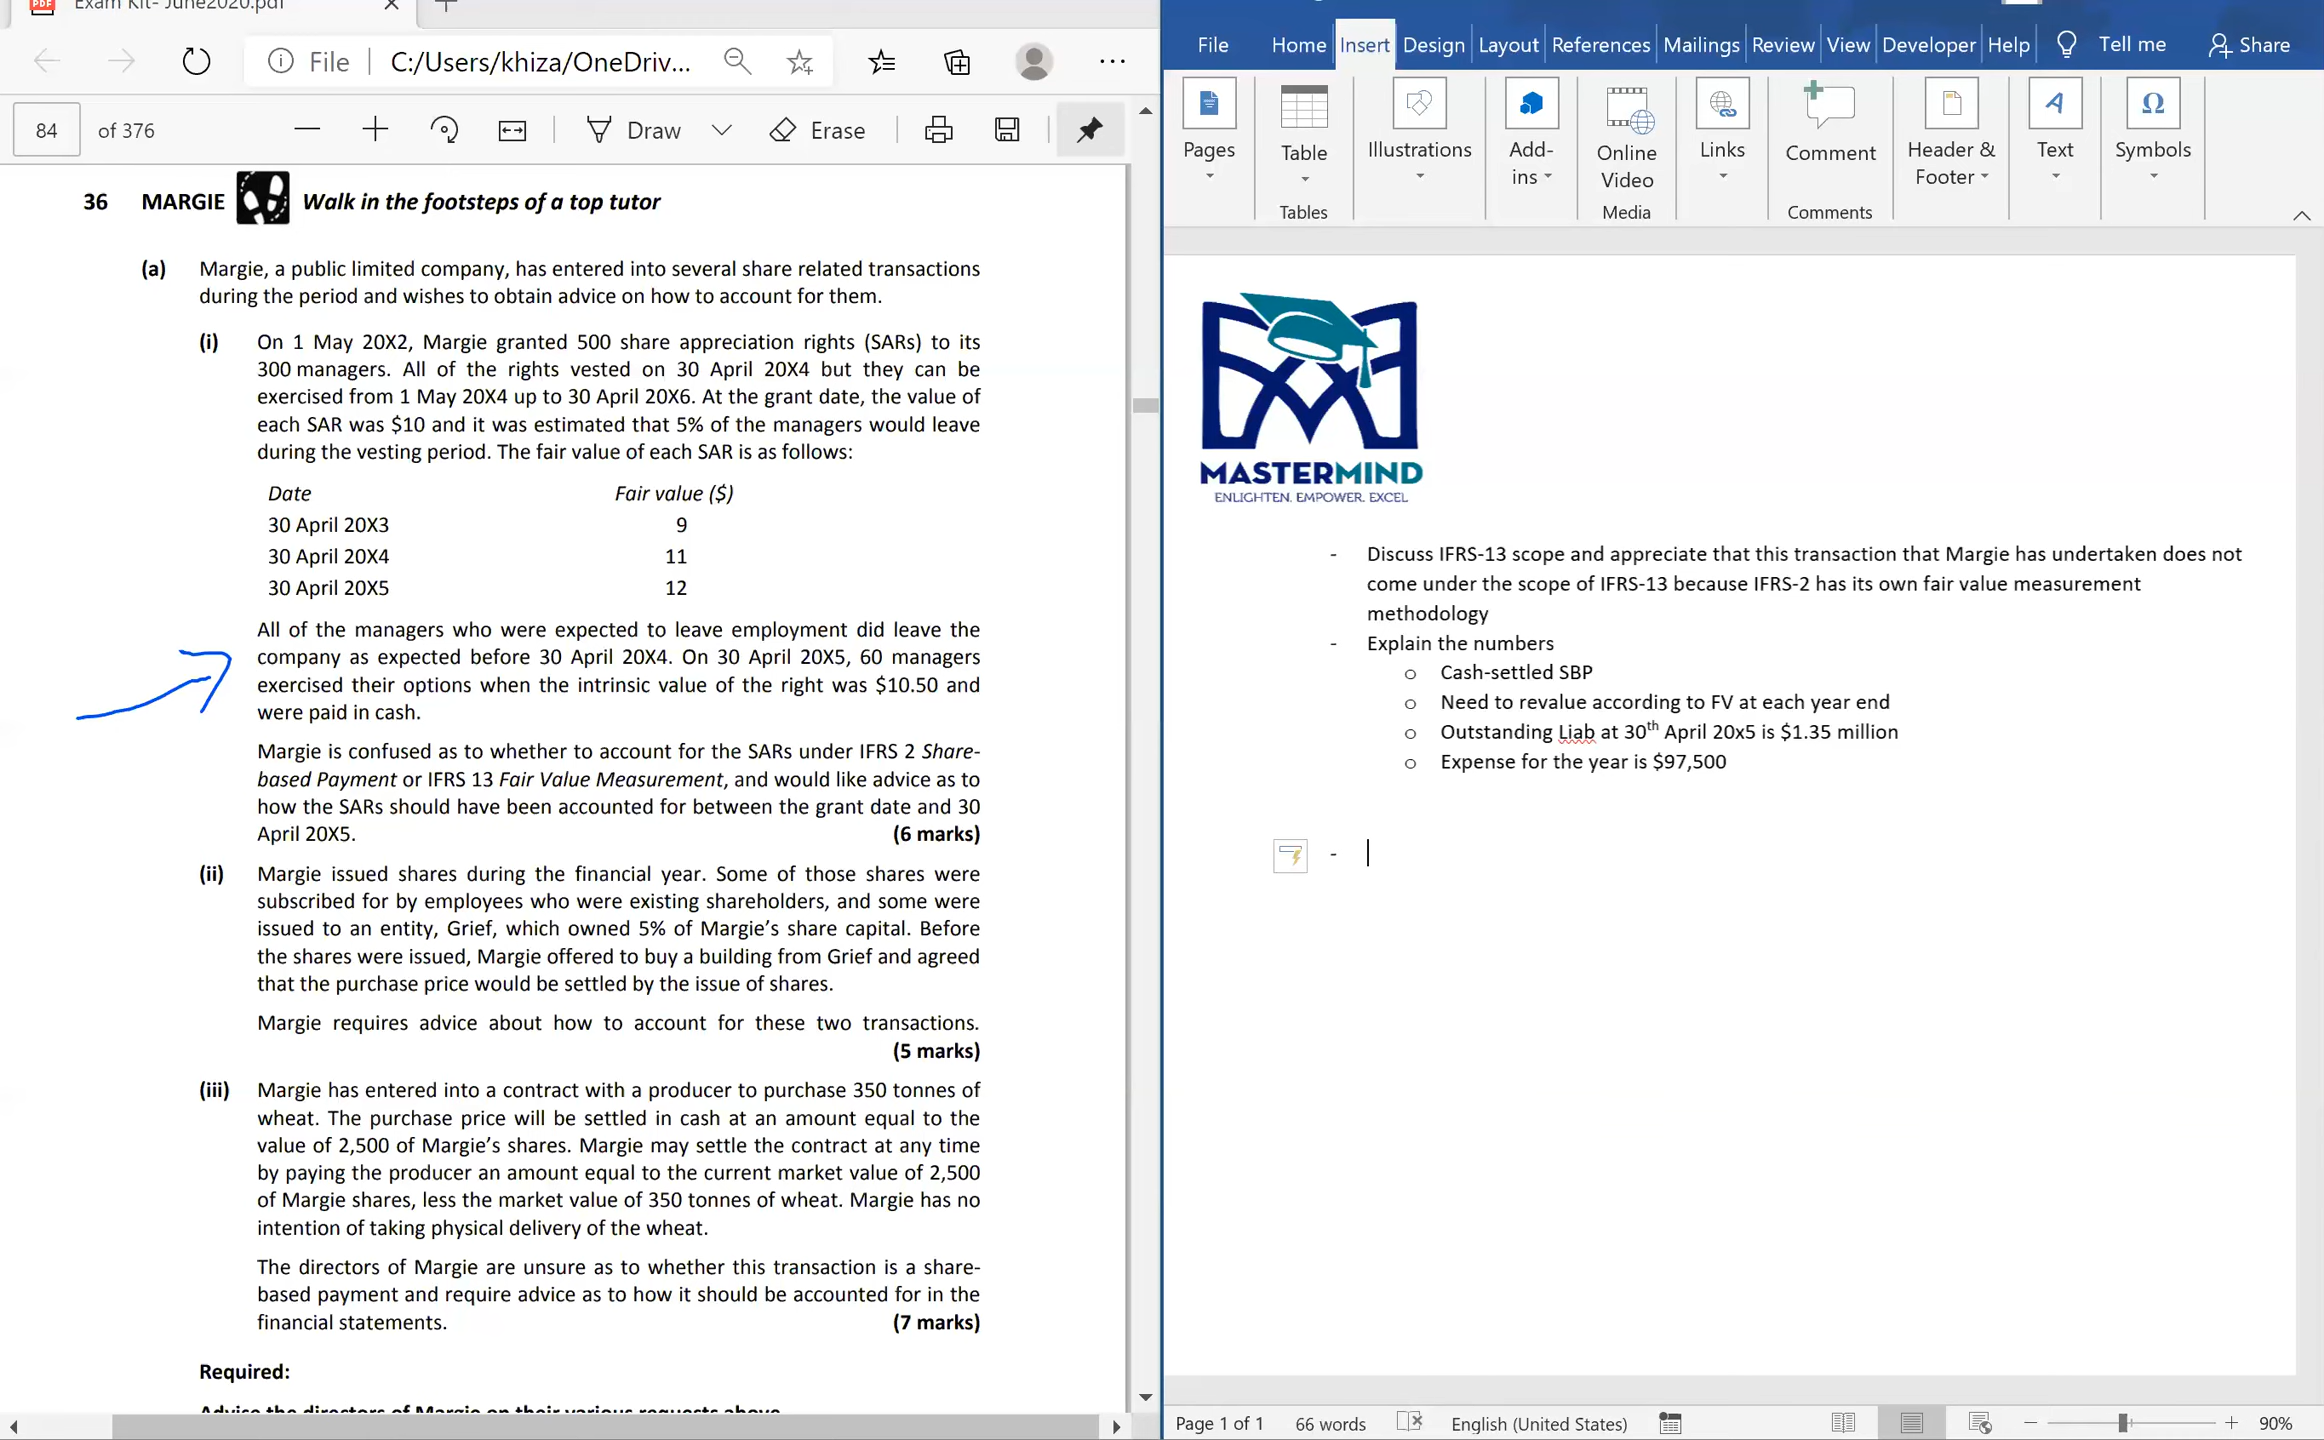 Exam Kit- June2020.pdf
File
C:/Users/khiza/OneDriv...
84 of 376
Draw
Erase
36 MARGIE Walk in the footsteps of a top tutor
(a) Margie, a public limited company, has entered into several share related transactions
during the period and wishes to obtain advice on how to account for them.
(i) On 1 May 20X2, Margie granted 500 share appreciation rights (SARs) to its
300 managers. All of the rights vested on 30 April 20X4 but they can be
exercised from 1 May 20X4 up to 30 April 20X6. At the grant date, the value of
each SAR was $10 and it was estimated that 5% of the managers would leave
during the vesting period. The fair value of each SAR is as follows:
Date Fair value ($)
30 April 20X3 9
30 April 20X4 11
30 April 20X5 12
All of the managers who were expected to leave employment did leave the
company as expected before 30 April 20X4. On 30 April 20X5, 60 managers
exercised their options when the intrinsic value of the right was $10.50 and
were paid in cash.
Margie is confused as to whether to account for the SARs under IFRS 2 Share-
based Payment or IFRS 13 Fair Value Measurement, and would like advice as to
how the SARs should have been accounted for between the grant date and 30
April 20X5. (6 marks)
(ii) Margie issued shares during the financial year. Some of those shares were
subscribed for by employees who were existing shareholders, and some were
issued to an entity, Grief, which owned 5% of Margie’s share capital. Before
the shares were issued, Margie offered to buy a building from Grief and agreed
that the purchase price would be settled by the issue of shares.
Margie requires advice about how to account for these two transactions.
(5 marks)
(iii) Margie has entered into a contract with a producer to purchase 350 tonnes of
wheat. The purchase price will be settled in cash at an amount equal to the
value of 2,500 of Margie’s shares. Margie may settle the contract at any time
by paying the producer an amount equal to the current market value of 2,500
of Margie shares, less the market value of 350 tonnes of wheat. Margie has no
intention of taking physical delivery of the wheat.
The directors of Margie are unsure as to whether this transaction is a share-
based payment and require advice as to how it should be accounted for in the
financial statements. (7 marks)
Required:
Advise the directors of Margie on their various requests above.
File Home Insert Design Layout References Mailings Review View Developer Help Tell me Share
Pages
Table
Illustrations
Add-
ins
Online
Video
Links
Comment
Header &
Footer
Text
Symbols
Tables
Media
Comments
MASTERMIND
ENLIGHTEN. EMPOWER. EXCEL
- Discuss IFRS-13 scope and appreciate that this transaction that Margie has undertaken does not
come under the scope of IFRS-13 because IFRS-2 has its own fair value measurement
methodology
- Explain the numbers
o Cash-settled SBP
o Need to revalue according to FV at each year end
o Outstanding Liab at 30th April 20x5 is $1.35 million
o Expense for the year is $97,500
-
Page 1 of 1 66 words English (United States) 90%